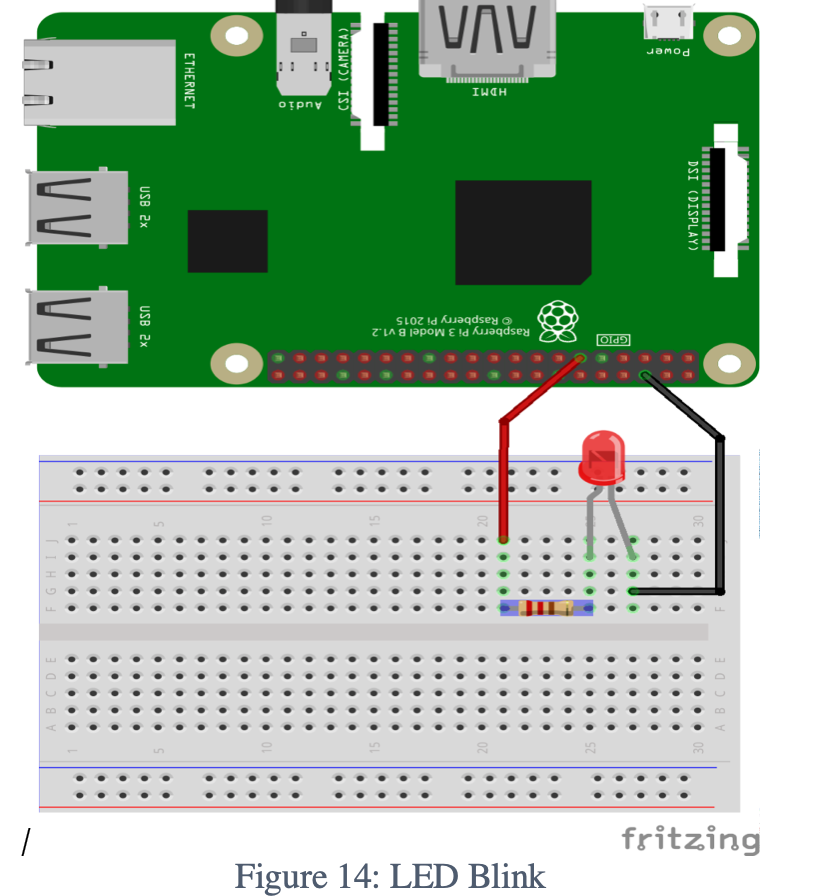 ETHERNET
Audio
CSI (CAMERA)
HDMI
Power
USB 2x
DSI (DISPLAY)
USB 2x
Raspberry Pi 3 Model B v1.2
© Raspberry Pi 2015
GPIO
1 5 10 15 20 25 30
J
I
H
G
F F
E E
D D
C C
B B
A A
1 5 10 15 20 25 30
/
fritzing
Figure 14: LED Blink